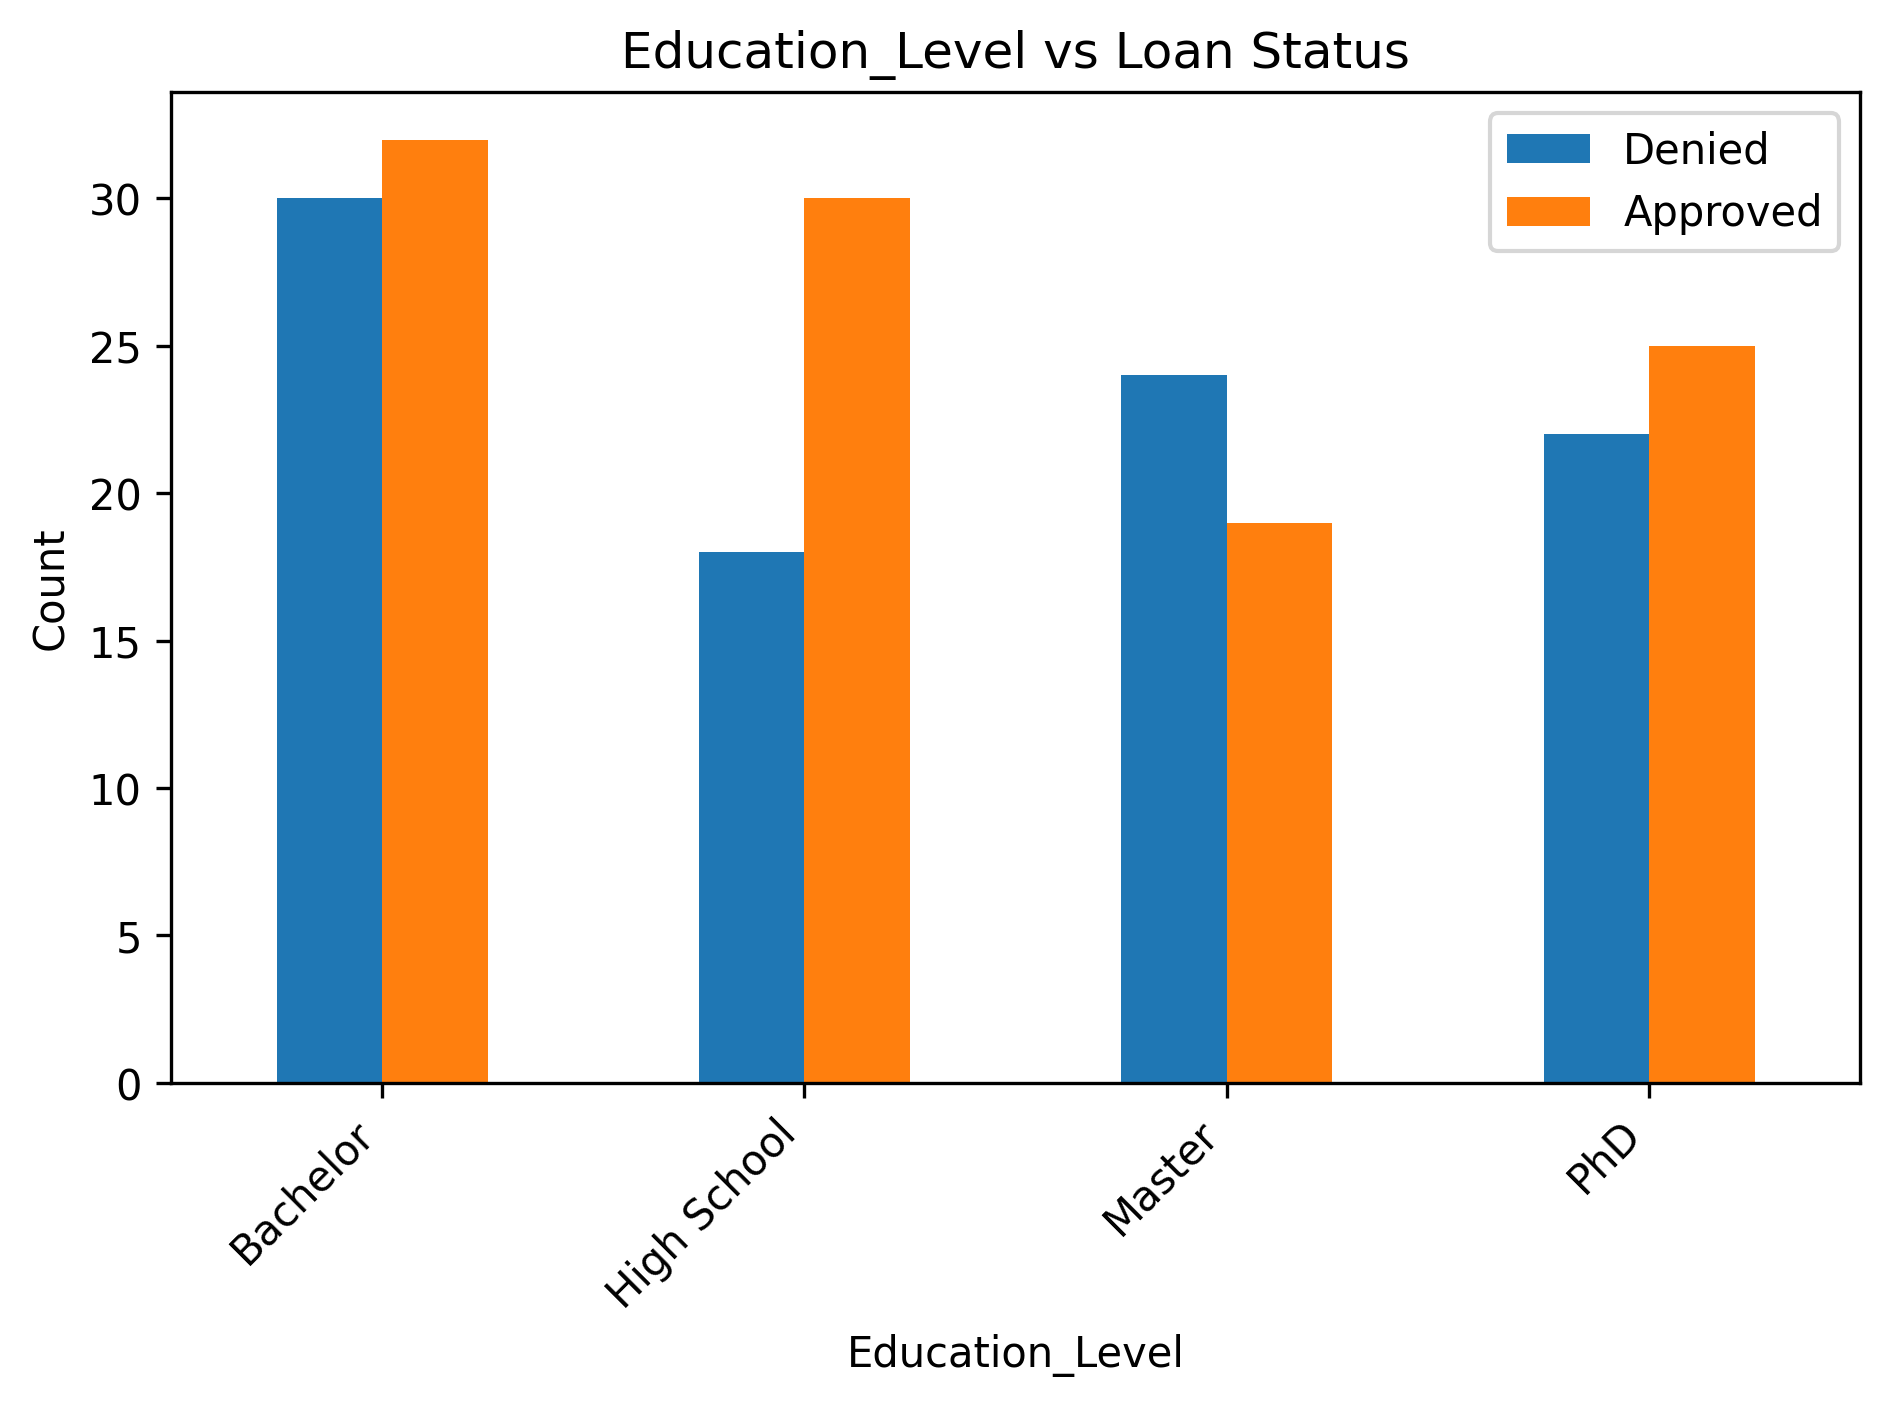 Education_Level vs Loan Status
Denied
Approved
30
25
20
15
10
5
0
Count
Bachelor
High School
Master
PhD
Education_Level